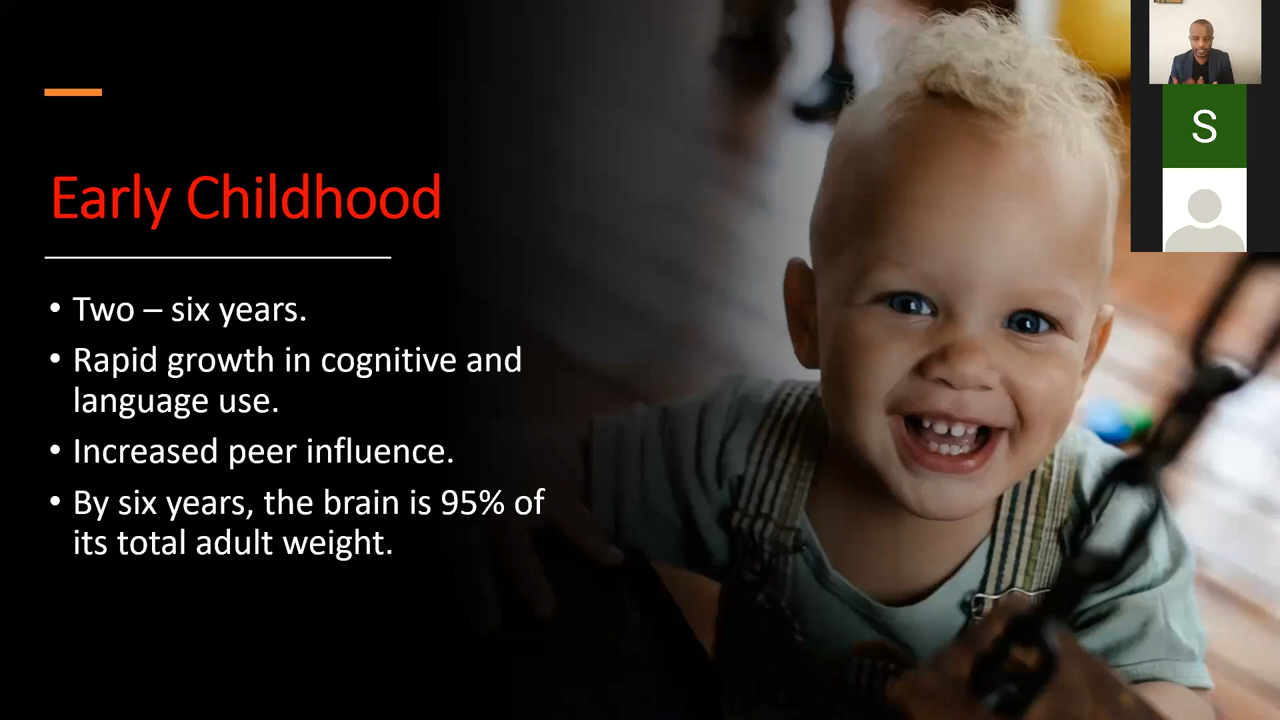 Early Childhood
• Two – six years.
• Rapid growth in cognitive and
language use.
• Increased peer influence.
• By six years, the brain is 95% of
its total adult weight.
S